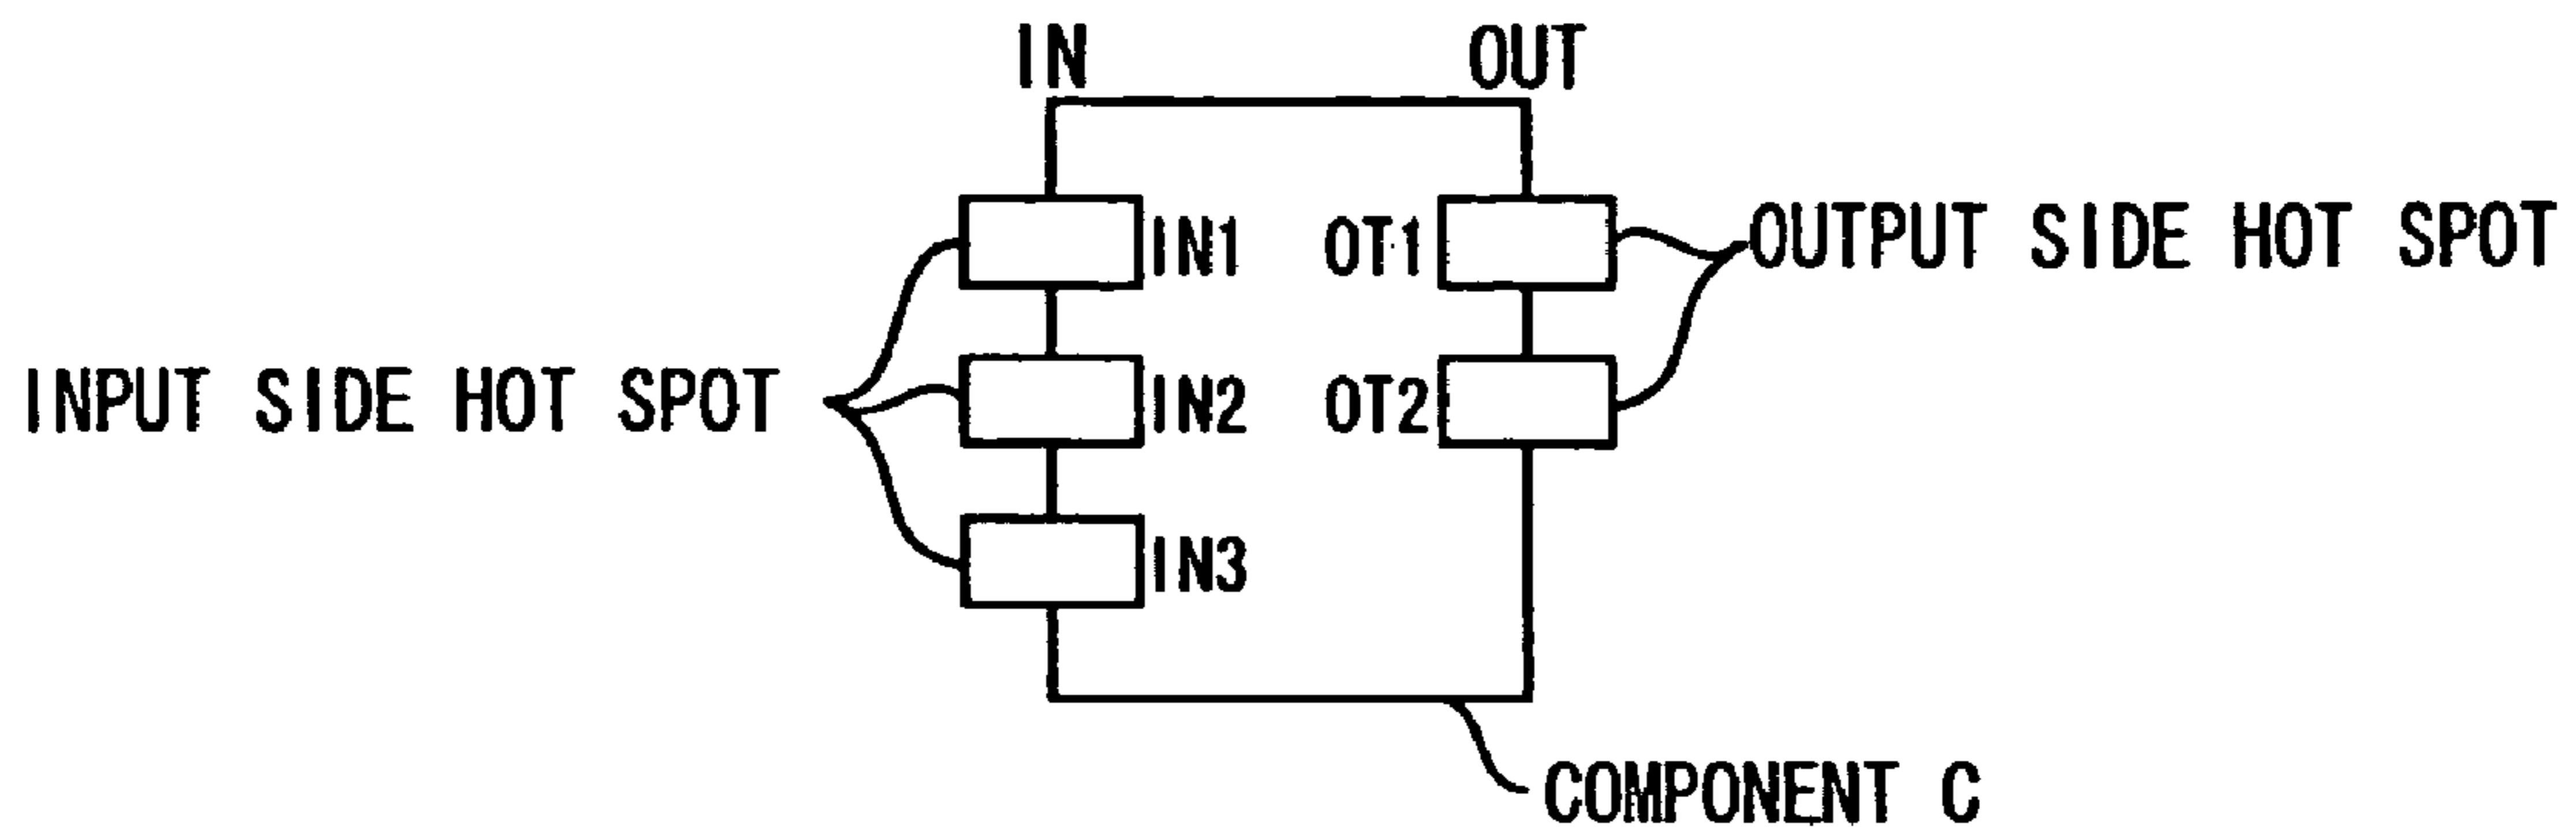 IN OUT
IN1 OT1 OUTPUT SIDE HOT SPOT
INPUT SIDE HOT SPOT IN2 OT2
IN3
COMPONENT C